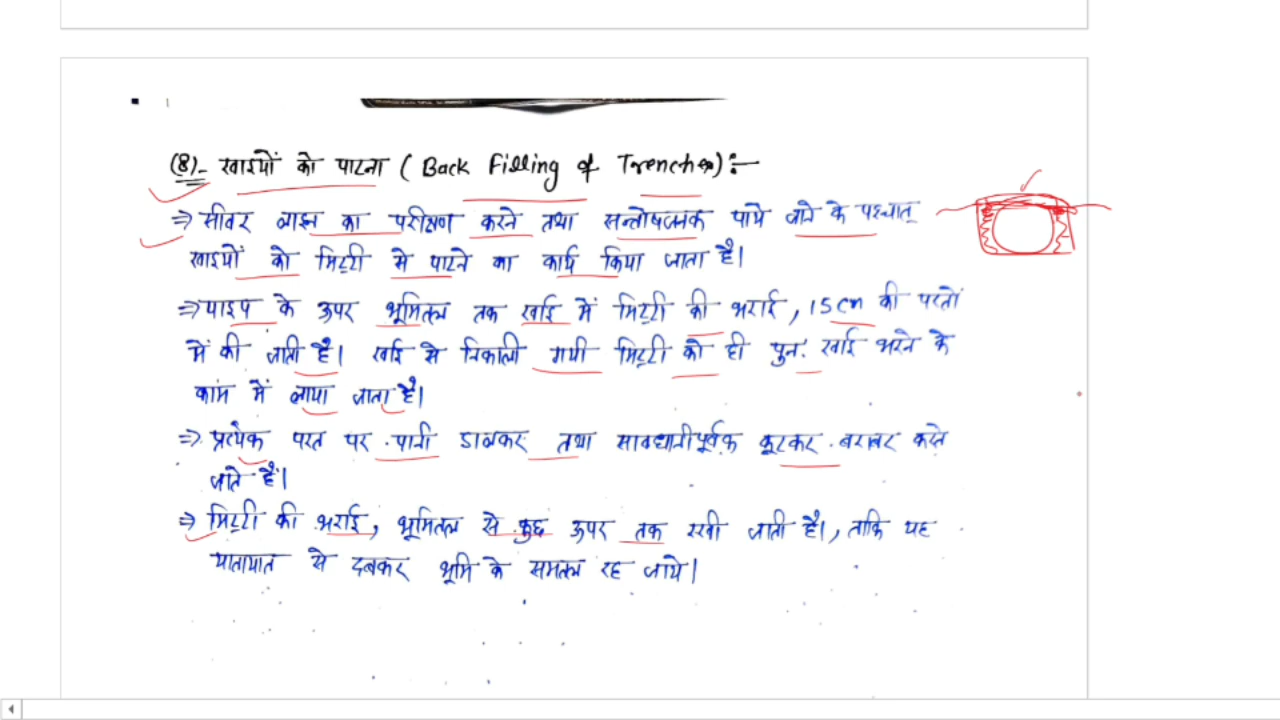 (8)- खाइयों को पाटना ( Back Filling of Trenches):-
⇒ सीवर लाइन का परीक्षण करने तथा सन्तोषजनक पाये जाने के पश्चात्
खाइयों को मिट्टी से पाटने का कार्य किया जाता है।
⇒ पाइप के ऊपर भूमितल तक खाई में मिट्टी की भराई, 15cm की परतों
में की जाती है। खाई से निकाली गयी मिट्टी को ही पुनः खाई भरने के
काम में लाया जाता है।
⇒ प्रत्येक परत पर पानी डालकर तथा सावधानीपूर्वक कूटकर बराबर करते
जाते हैं।
⇒ मिट्टी की भराई, भूमितल से कुछ ऊपर तक रखी जाती है।, ताकि यह
यातायात से दबकर भूमि के समतल रह जाये।